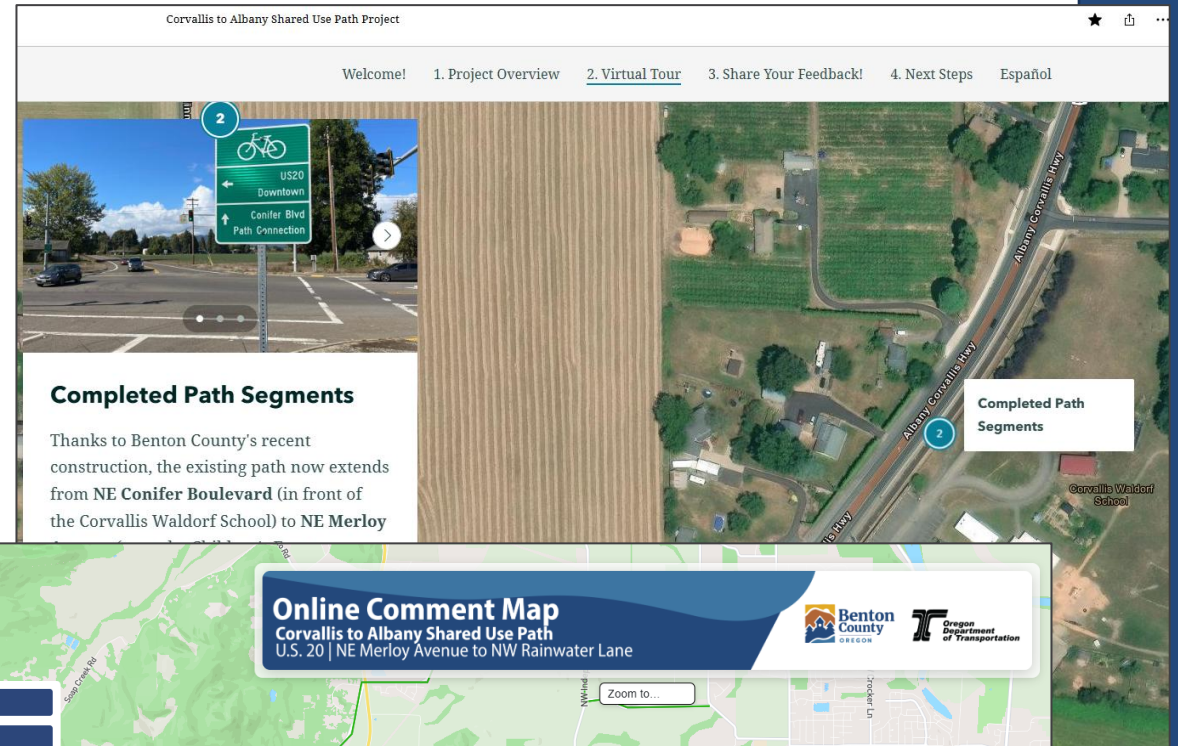 Corvallis to Albany Shared Use Path Project
Welcome! 1. Project Overview 2. Virtual Tour 3. Share Your Feedback! 4. Next Steps Español
2
US20
Downtown
Conifer Blvd
Path Connection
Completed Path Segments
Thanks to Benton County's recent
construction, the existing path now extends
from NE Conifer Boulevard (in front of
the Corvallis Waldorf School) to NE Merloy
Albany Corvallis Hwy
Albany Corvallis Hwy
Albany Corvallis Hwy
2
Completed Path
Segments
Corvallis Waldorf
School
Online Comment Map
Corvallis to Albany Shared Use Path
U.S. 20 | NE Merloy Avenue to NW Rainwater Lane
Benton
County
OREGON
Oregon
Department
of Transportation
Soap Creek Rd
Zoom to...
Crocker Ln